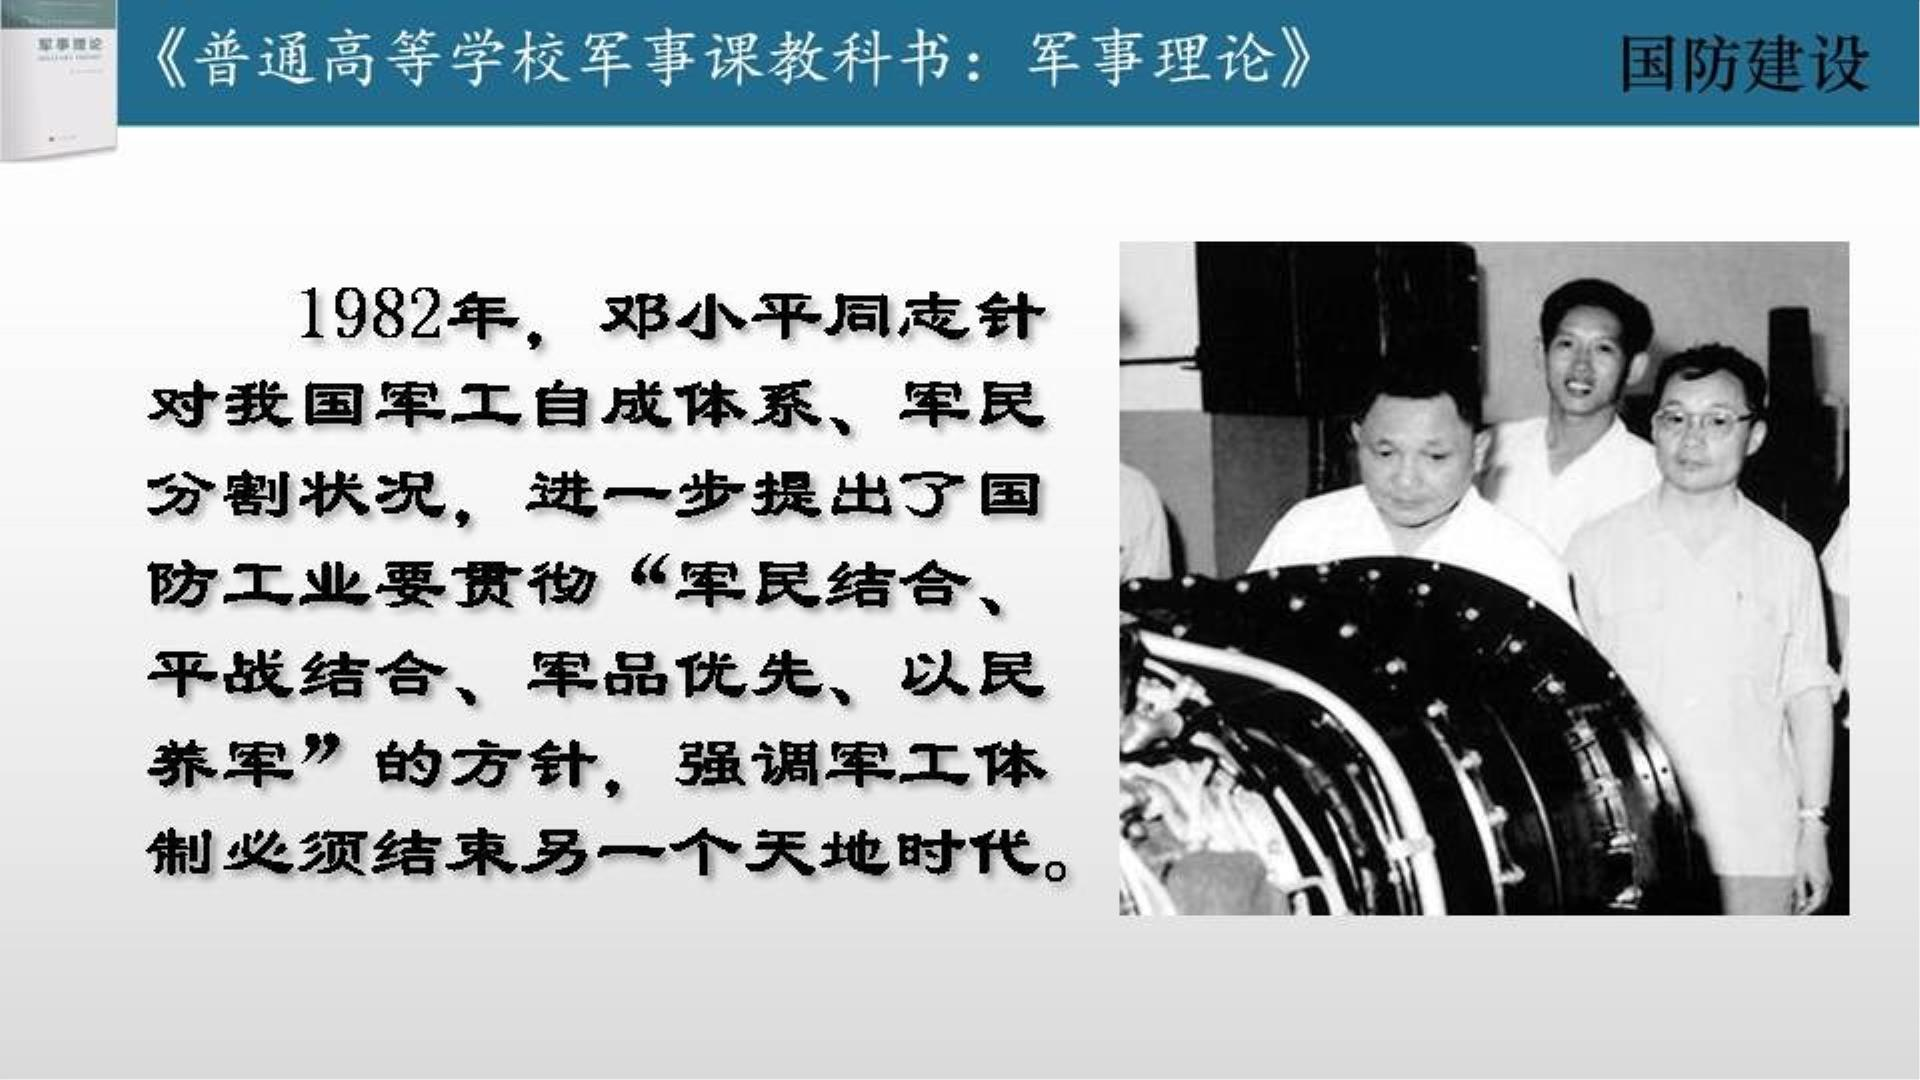 军事理论
《普通高等学校军事课教科书：军事理论》
国防建设
1982年，邓小平同志针
对我国军工自成体系、军民
分割状况，进一步提出了国
防工业要贯彻“军民结合、
平战结合、军品优先、以民
养军”的方针，强调军工体
制必须结束另一个天地时代。